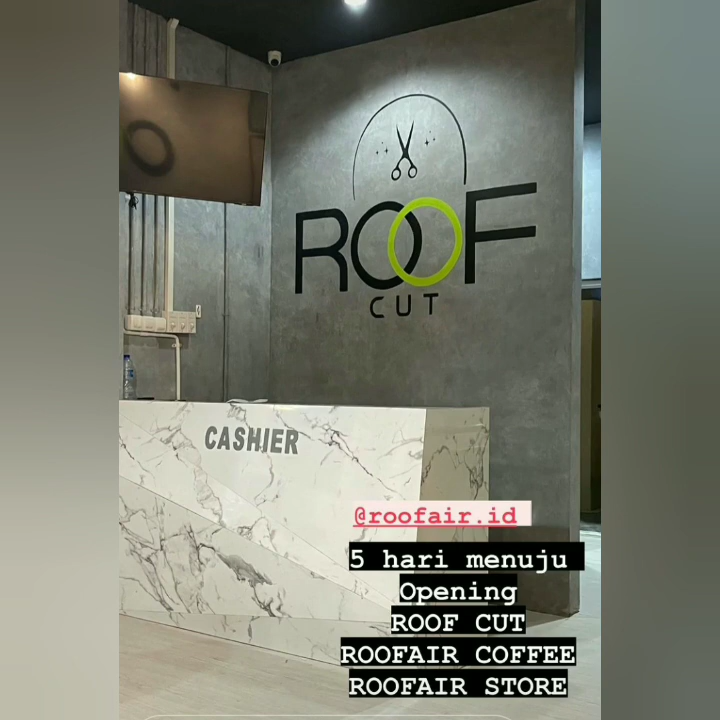 ROOF
CUT
CASHIER
@roofair.id
5 hari menuju
Opening
ROOF CUT
ROOFAIR COFFEE
ROOFAIR STORE